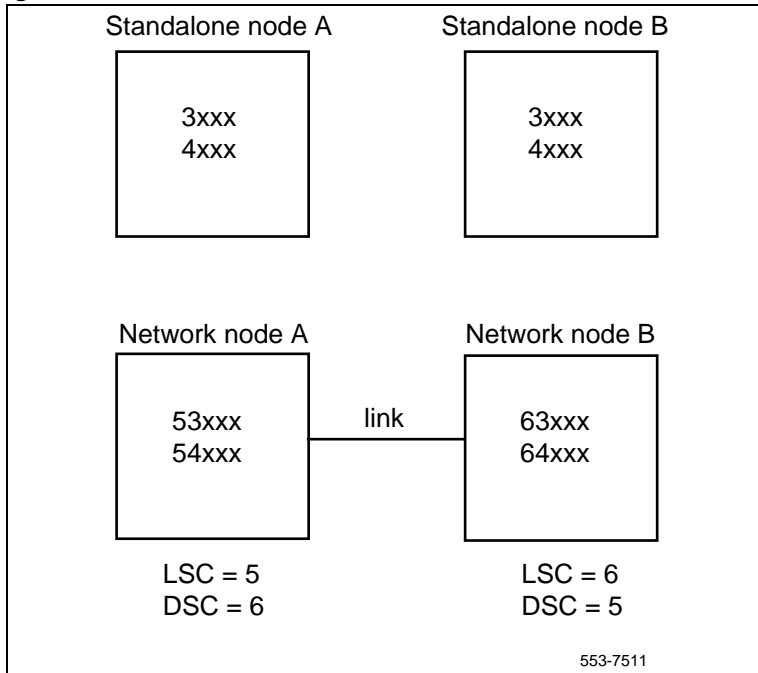 Standalone node A
Standalone node B
3xxx
4xxx
3xxx
4xxx
Network node A
Network node B
53xxx
54xxx
link
63xxx
64xxx
LSC = 5
DSC = 6
LSC = 6
DSC = 5
553-7511